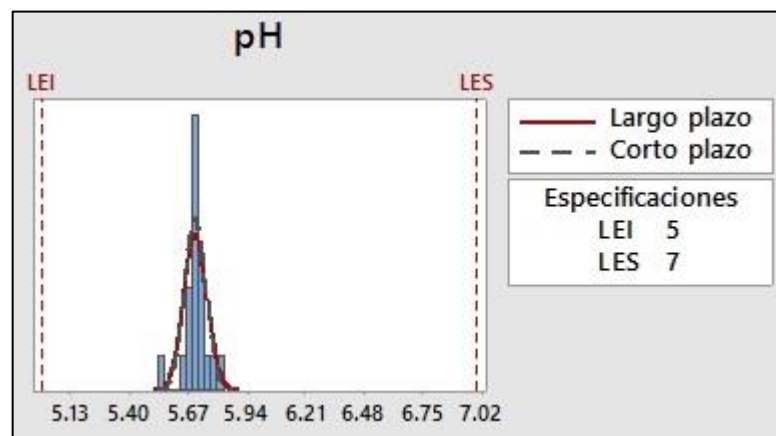 pH
LEI LES
Largo plazo
Corto plazo
Especificaciones
LEI 5
LES 7
5.13 5.40 5.67 5.94 6.21 6.48 6.75 7.02